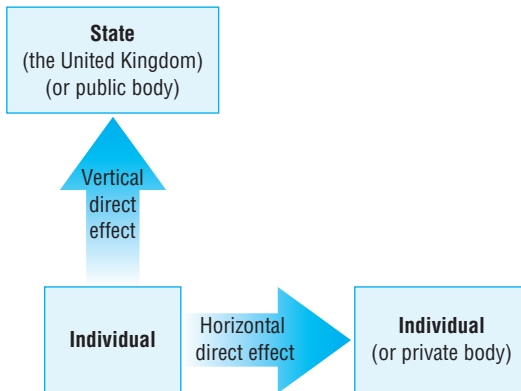 State
(the United Kingdom)
(or public body)
Vertical
direct
effect
Individual
Horizontal
direct effect
Individual
(or private body)